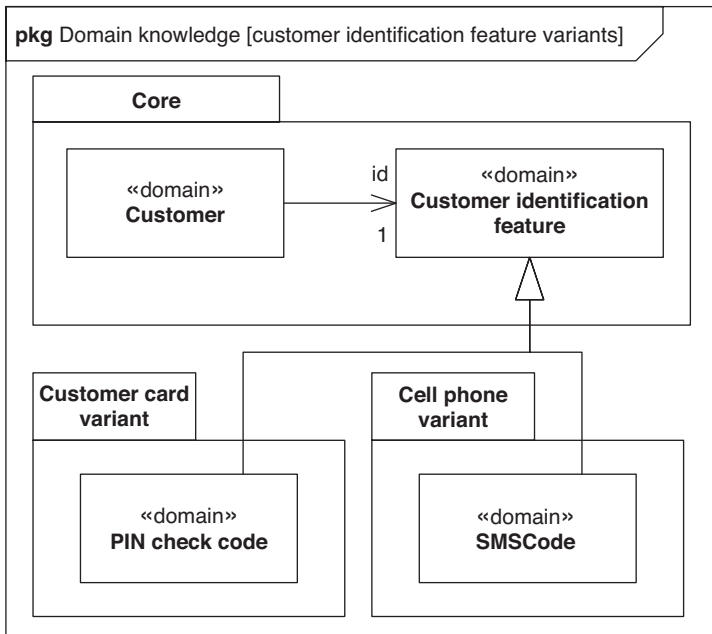 pkg Domain knowledge [customer identification feature variants]
Core
«domain»
Customer
id
1
«domain»
Customer identification
feature
Customer card
variant
Cell phone
variant
«domain»
PIN check code
«domain»
SMSCode